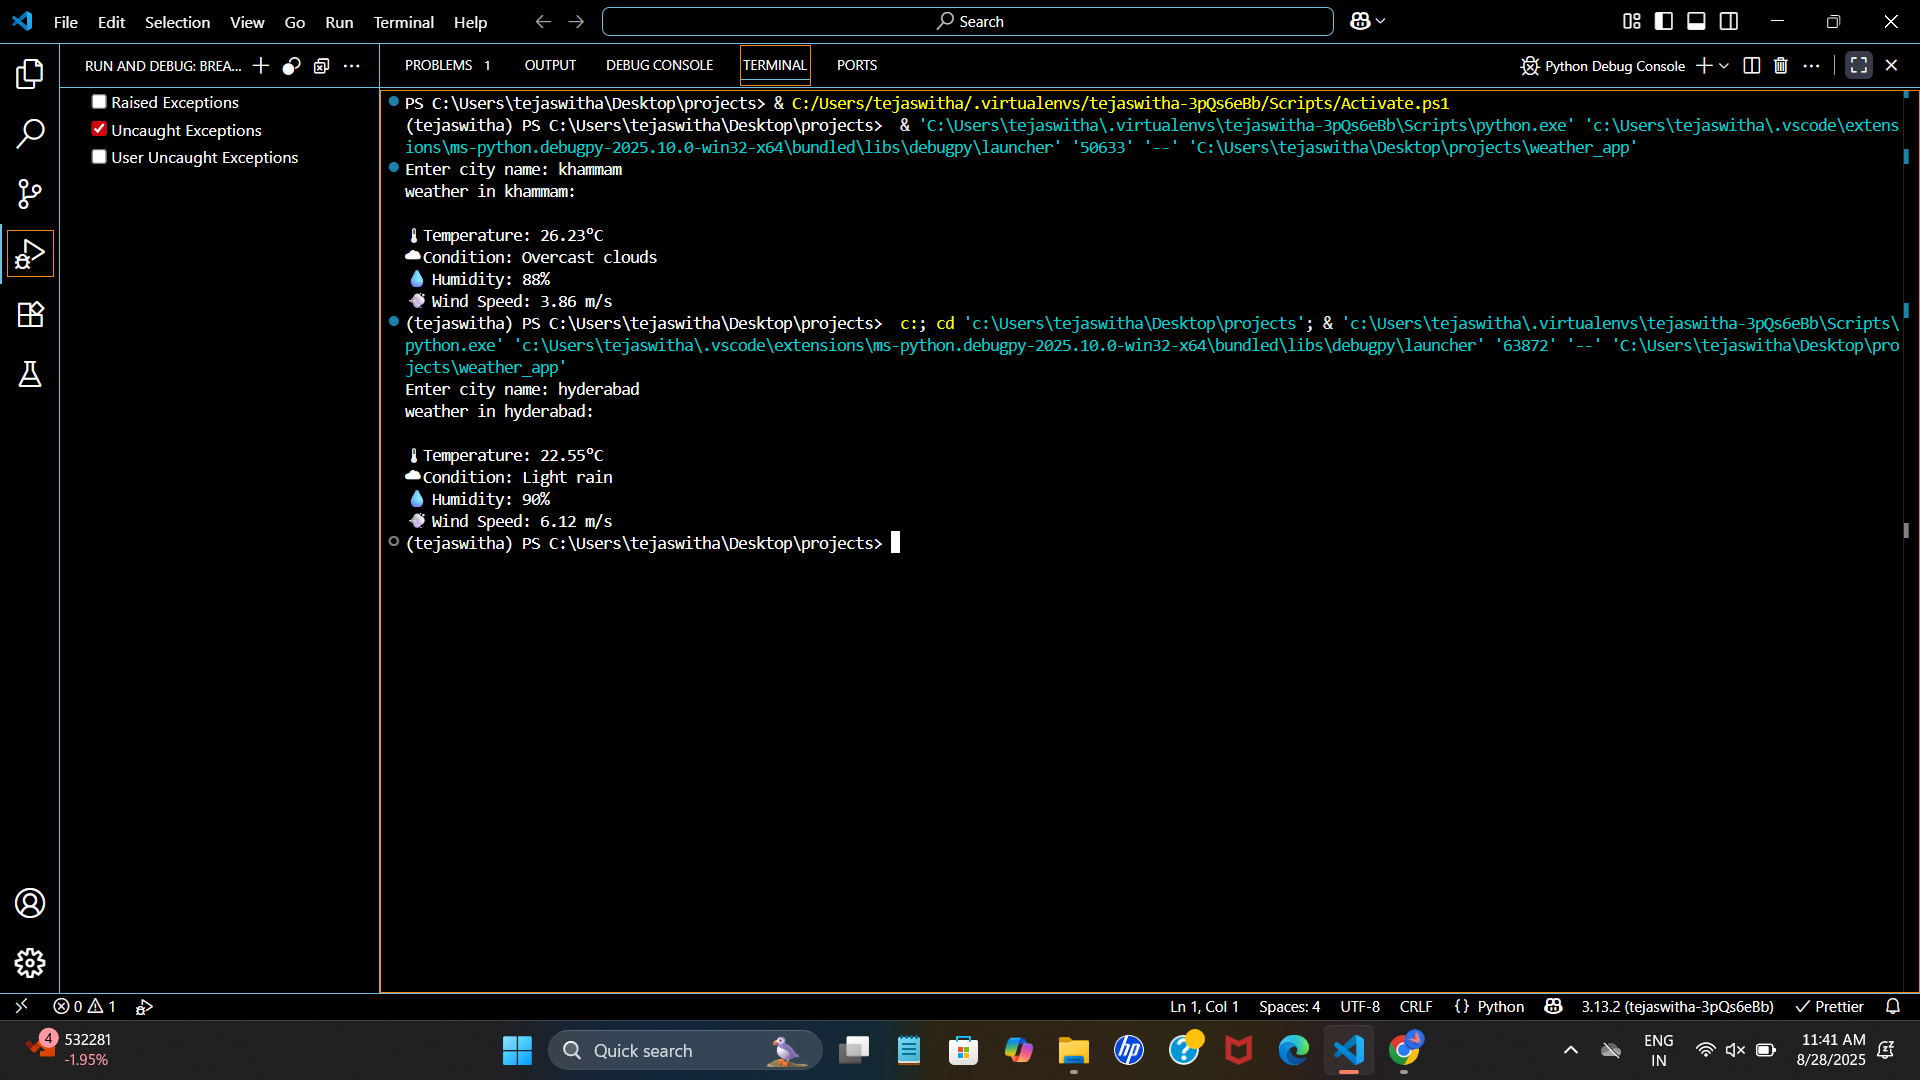 File Edit Selection View Go Run Terminal Help
Search
RUN AND DEBUG: BREA...
PROBLEMS 1 OUTPUT DEBUG CONSOLE TERMINAL PORTS
Python Debug Console
Raised Exceptions
Uncaught Exceptions
User Uncaught Exceptions
PS C:\Users\tejaswitha\Desktop\projects> & C:/Users/tejaswitha/.virtualenvs/tejaswitha-3pQs6eBb/Scripts/Activate.ps1
(tejaswitha) PS C:\Users\tejaswitha\Desktop\projects>  & 'C:\Users\tejaswitha\.virtualenvs\tejaswitha-3pQs6eBb\Scripts\python.exe' 'c:\Users\tejaswitha\.vscode\extens
ions\ms-python.debugpy-2025.10.0-win32-x64\bundled\libs\debugpy\launcher' '50633' '--' 'C:\Users\tejaswitha\Desktop\projects\weather_app'
Enter city name: khammam
weather in khammam:
🌡Temperature: 26.23°C
☁Condition: Overcast clouds
💧 Humidity: 88%
🌪 Wind Speed: 3.86 m/s
(tejaswitha) PS C:\Users\tejaswitha\Desktop\projects>  c:; cd 'c:\Users\tejaswitha\Desktop\projects'; & 'c:\Users\tejaswitha\.virtualenvs\tejaswitha-3pQs6eBb\Scripts\
python.exe' 'c:\Users\tejaswitha\.vscode\extensions\ms-python.debugpy-2025.10.0-win32-x64\bundled\libs\debugpy\launcher' '63872' '--' 'C:\Users\tejaswitha\Desktop\pro
jects\weather_app'
Enter city name: hyderabad
weather in hyderabad:
🌡Temperature: 22.55°C
☁Condition: Light rain
💧 Humidity: 90%
🌪 Wind Speed: 6.12 m/s
(tejaswitha) PS C:\Users\tejaswitha\Desktop\projects>
0 1
Ln 1, Col 1 Spaces: 4 UTF-8 CRLF {} Python 3.13.2 (tejaswitha-3pQs6eBb) Prettier
4
532281
-1.95%
Quick search
hp
ENG
IN
11:41 AM
8/28/2025